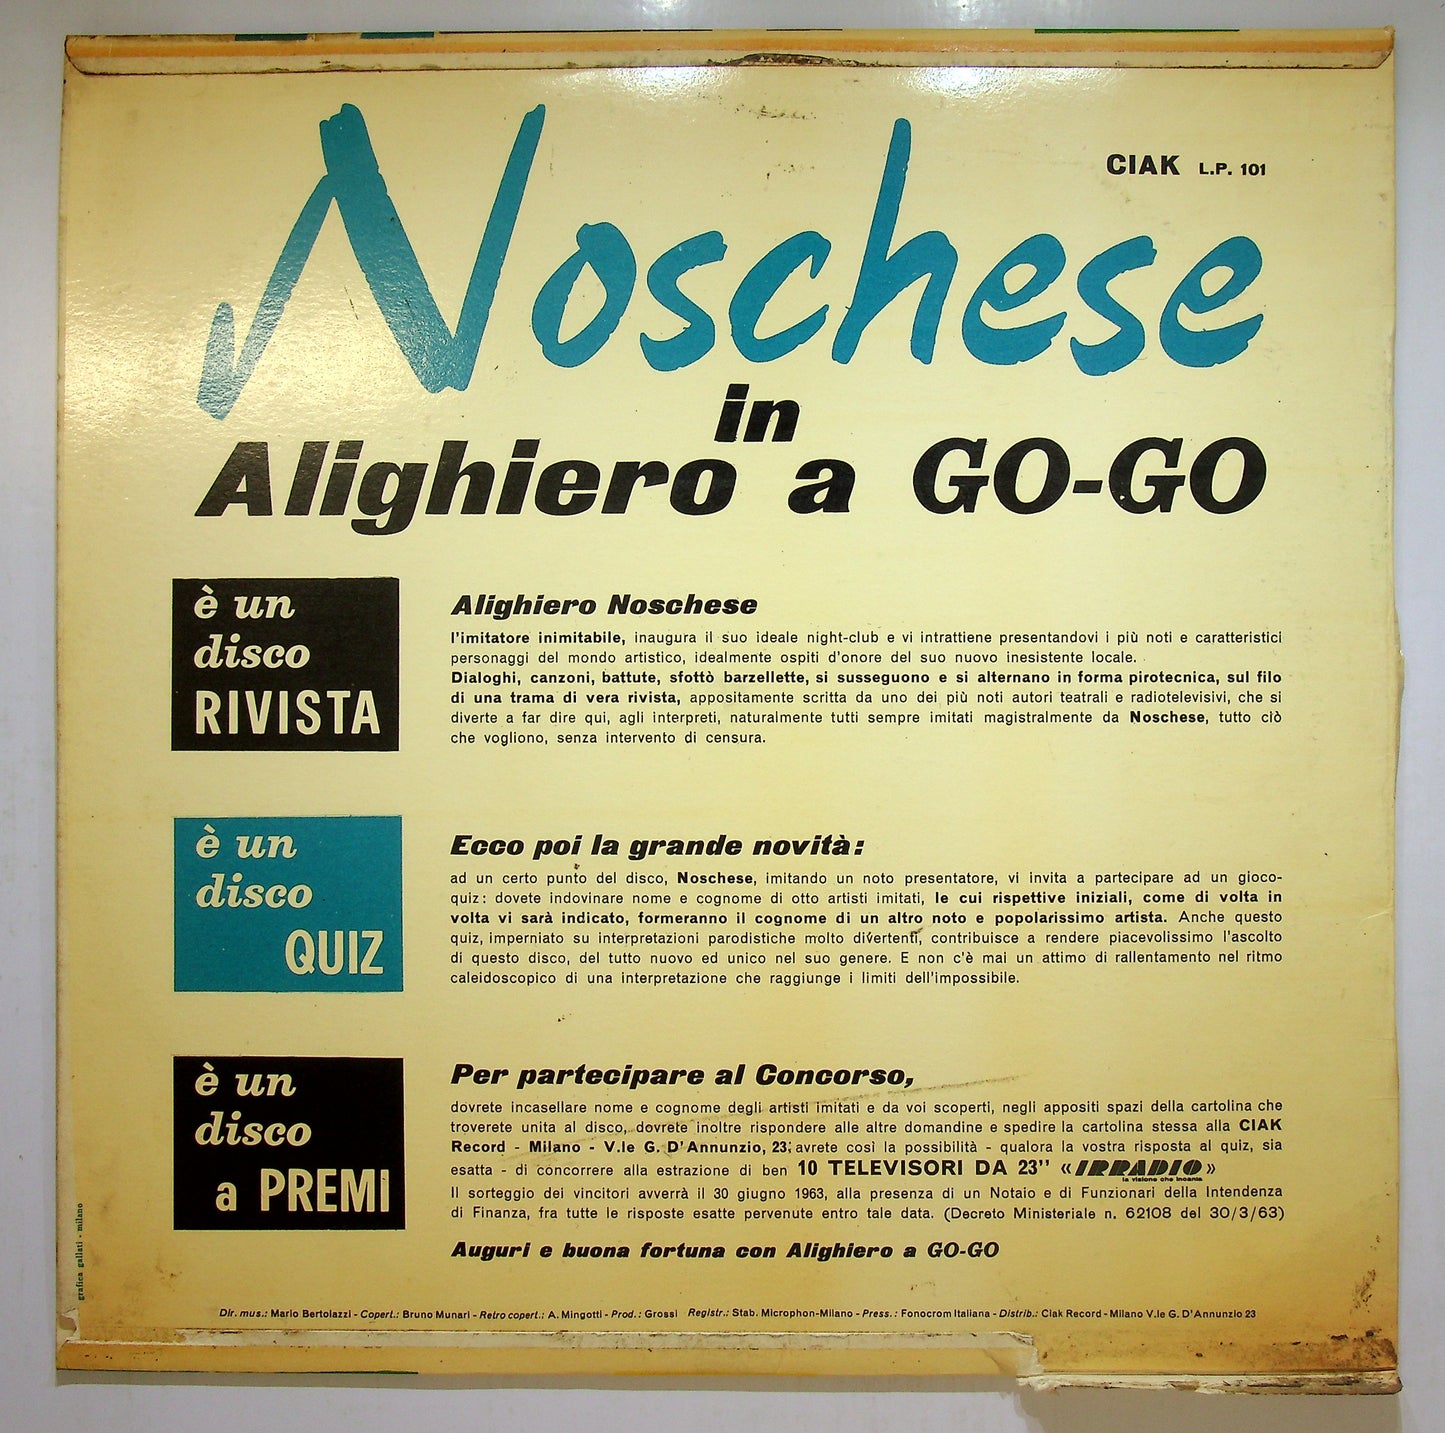 CIAK L.P. 101
Noschese
in
Alighiero a GO-GO
è un
disco
RIVISTA
Alighiero Noschese
l'imitatore inimitabile, inaugura il suo ideale night-club e vi intrattiene presentandovi i più noti e caratteristici
personaggi del mondo artistico, idealmente ospiti d'onore del suo nuovo inesistente locale.
Dialoghi, canzoni, battute, sfottò barzellette, si susseguono e si alternano in forma pirotecnica, sul filo
di una trama di vera rivista, appositamente scritta da uno dei più noti autori teatrali e radiotelevisivi, che si
diverte a far dire qui, agli interpreti, naturalmente tutti sempre imitati magistralmente da Noschese, tutto ciò
che vogliono, senza intervento di censura.
è un
disco
QUIZ
Ecco poi la grande novità:
ad un certo punto del disco, Noschese, imitando un noto presentatore, vi invita a partecipare ad un gioco-
quiz: dovete indovinare nome e cognome di otto artisti imitati, le cui rispettive iniziali, come di volta in
volta vi sarà indicato, formeranno il cognome di un altro noto e popolarissimo artista. Anche questo
quiz, imperniato su interpretazioni parodistiche molto divertenti, contribuisce a rendere piacevolissimo l'ascolto
di questo disco, del tutto nuovo ed unico nel suo genere. E non c'è mai un attimo di rallentamento nel ritmo
caleidoscopico di una interpretazione che raggiunge i limiti dell'impossibile.
è un
disco
a PREMI
Per partecipare al Concorso,
dovrete incasellare nome e cognome degli artisti imitati e da voi scoperti, negli appositi spazi della cartolina che
troverete unita al disco, dovrete inoltre rispondere alle altre domandine e spedire la cartolina stessa alla CIAK
Record - Milano - V.le G. D'Annunzio, 23; avrete così la possibilità - qualora la vostra risposta al quiz, sia
esatta - di concorrere alla estrazione di ben 10 TELEVISORI DA 23" «IRRADIO»
la visione che incanta
Il sorteggio dei vincitori avverrà il 30 giugno 1963, alla presenza di un Notaio e di Funzionari della Intendenza
di Finanza, fra tutte le risposte esatte pervenute entro tale data. (Decreto Ministeriale n. 62108 del 30/3/63)
Auguri e buona fortuna con Alighiero a GO-GO
grafica gallati - milano
Dir. mus.: Mario Bertolazzi - Copert.: Bruno Munari - Retro copert.: A. Mingotti - Prod.: Grossi Registr.: Stab. Microphon-Milano - Press.: Fonocrom Italiana - Distrib.: Ciak Record - Milano V.le G. D'Annunzio 23